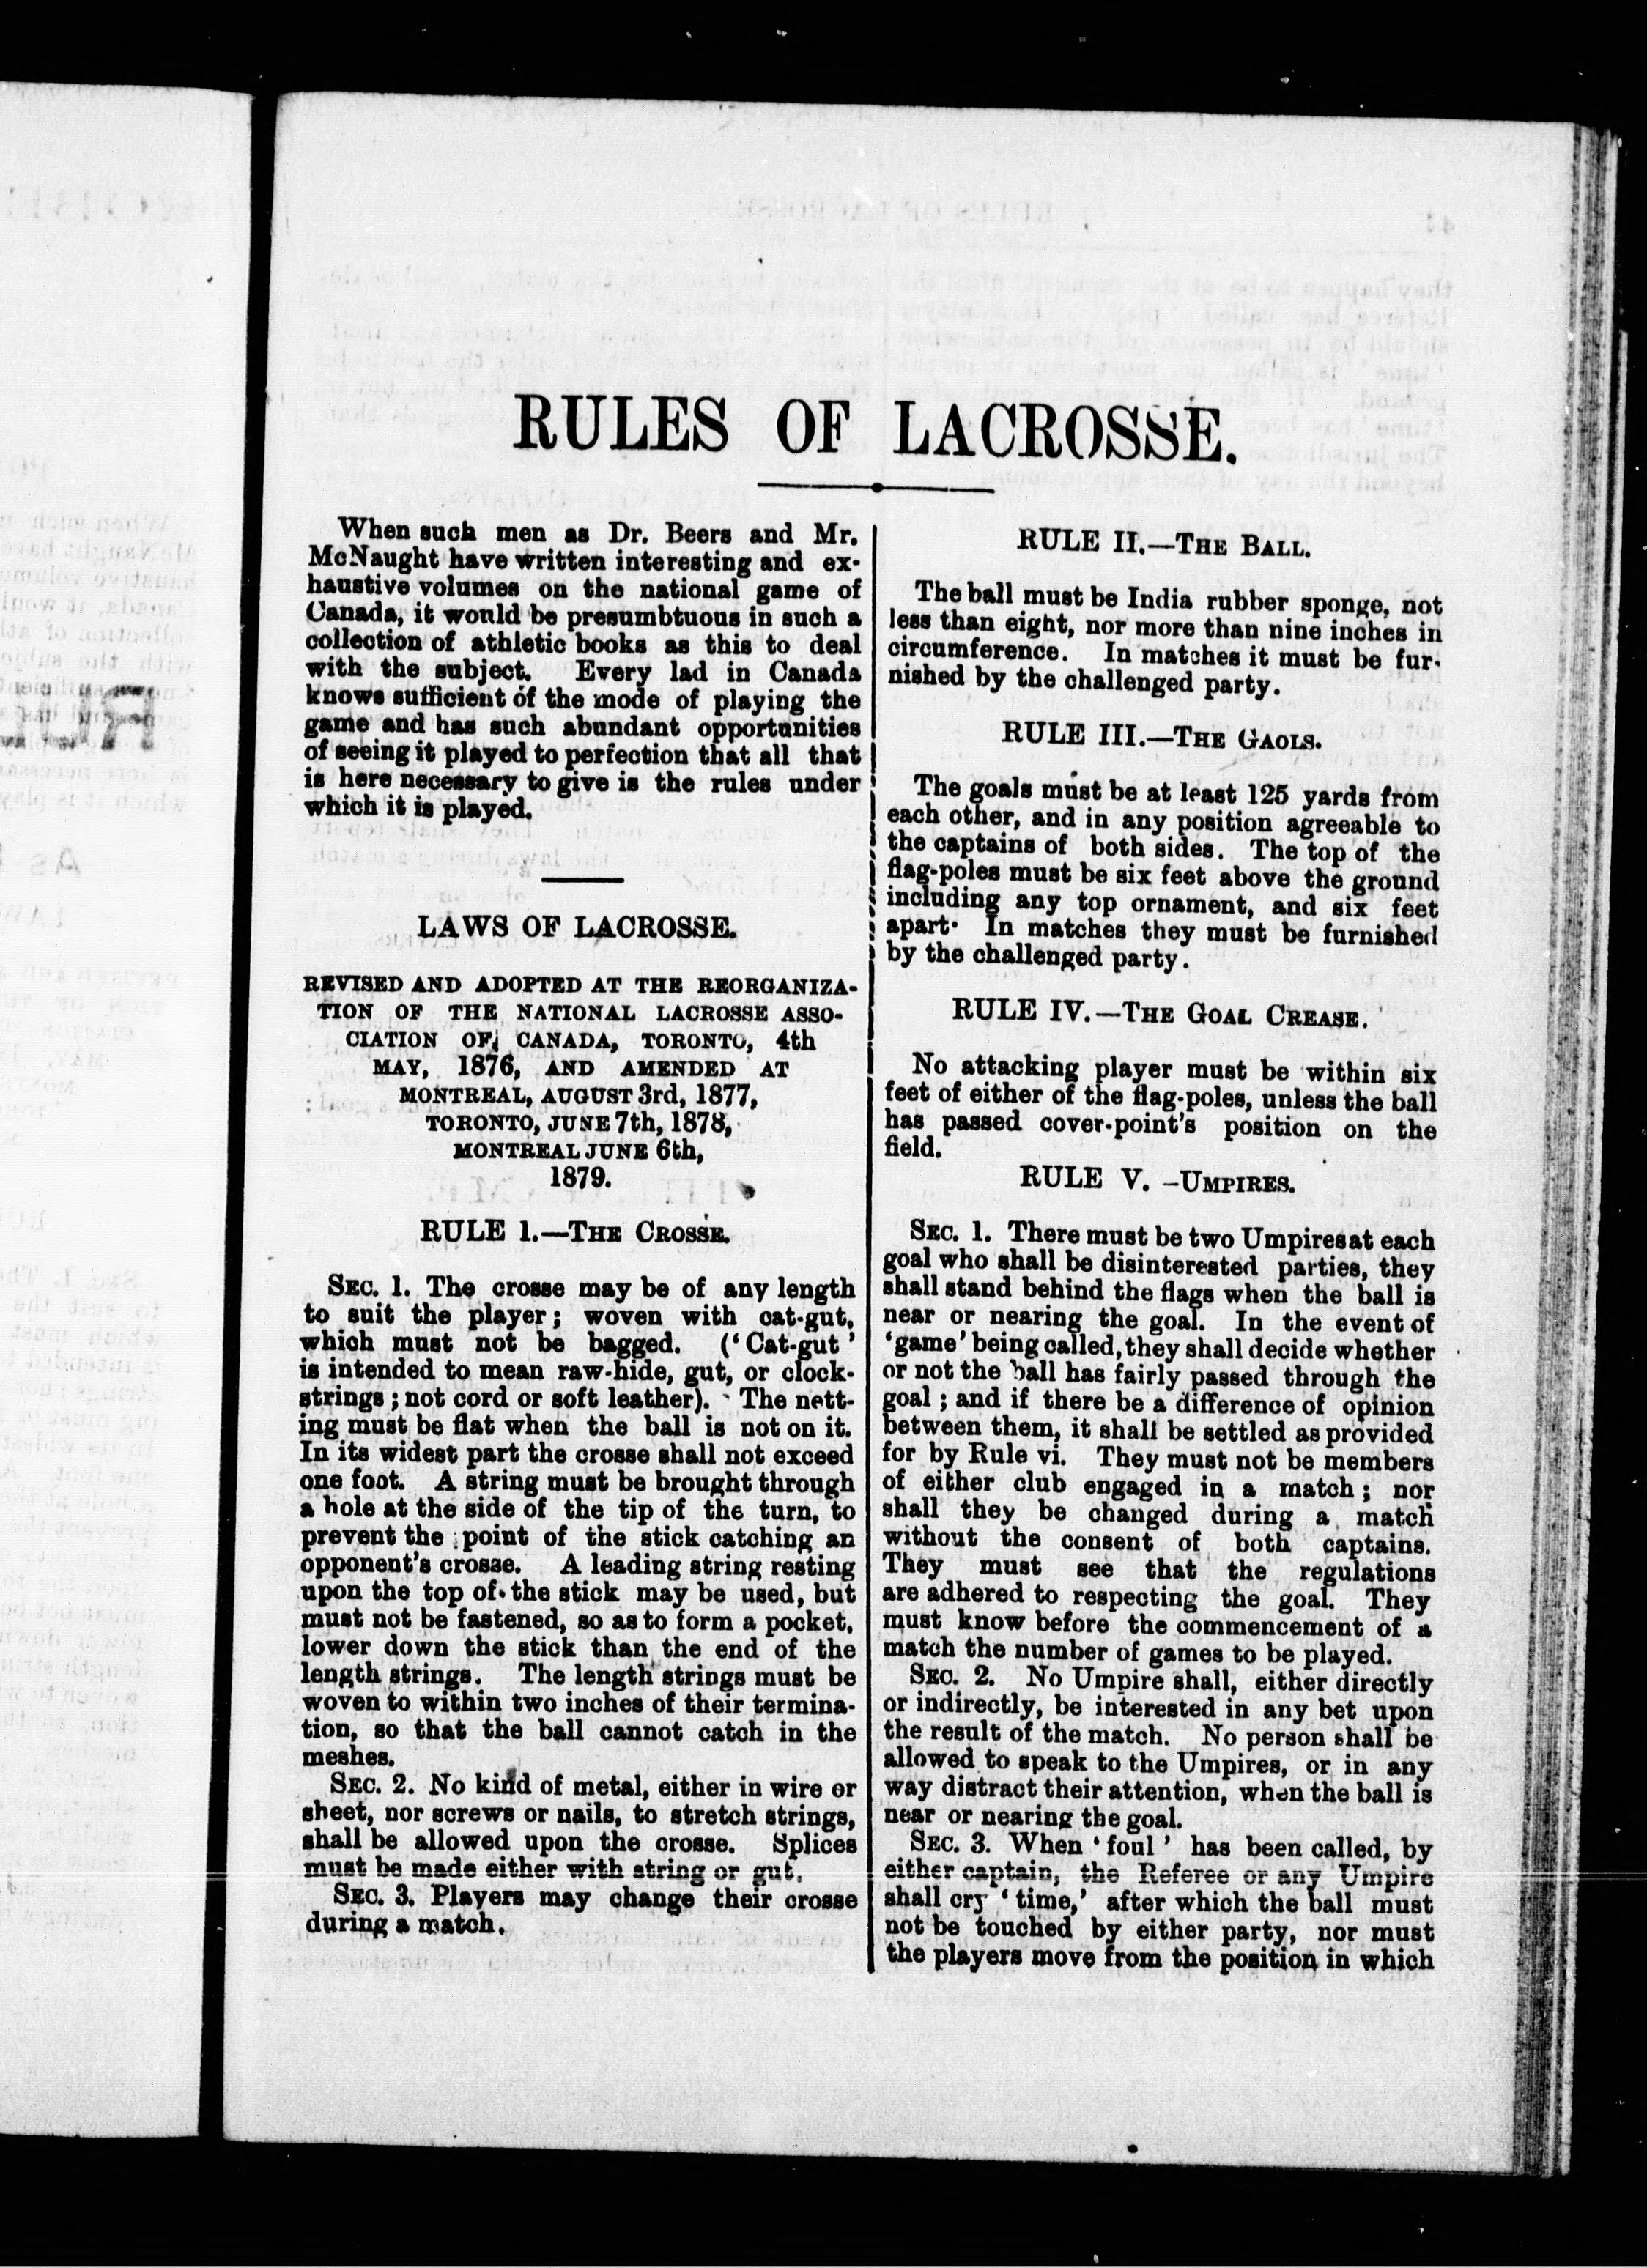 RULES OF LACROSSE.
When such men as Dr. Beers and Mr.
McNaught have written interesting and ex-
haustive volumes on the national game of
Canada, it would be presumbtuous in such a
collection of athletic books as this to deal
with the subject. Every lad in Canada
knows sufficient of the mode of playing the
game and has such abundant opportunities
of seeing it played to perfection that all that
is here necessary to give is the rules under
which it is played.
LAWS OF LACROSSE.
REVISED AND ADOPTED AT THE REORGANIZA-
TION OF THE NATIONAL LACROSSE ASSO-
CIATION OF CANADA, TORONTO, 4th
MAY, 1876, AND AMENDED AT
MONTREAL, AUGUST 3rd, 1877,
TORONTO, JUNE 7th, 1878,
MONTREAL JUNE 6th,
1879.
RULE 1.—THE CROSSE.
SEC. 1. The crosse may be of any length
to suit the player; woven with cat-gut,
which must not be bagged. ('Cat-gut'
is intended to mean raw-hide, gut, or clock-
strings; not cord or soft leather). The nett-
ing must be flat when the ball is not on it.
In its widest part the crosse shall not exceed
one foot. A string must be brought through
a hole at the side of the tip of the turn, to
prevent the point of the stick catching an
opponent's crosse. A leading string resting
upon the top of the stick may be used, but
must not be fastened, so as to form a pocket,
lower down the stick than the end of the
length strings. The length strings must be
woven to within two inches of their termina-
tion, so that the ball cannot catch in the
meshes.
SEC. 2. No kind of metal, either in wire or
sheet, nor screws or nails, to stretch strings,
shall be allowed upon the crosse. Splices
must be made either with string or gut.
SEC. 3. Players may change their crosse
during a match.
RULE II.—THE BALL.
The ball must be India rubber sponge, not
less than eight, nor more than nine inches in
circumference. In matches it must be fur-
nished by the challenged party.
RULE III.—THE GAOLS.
The goals must be at least 125 yards from
each other, and in any position agreeable to
the captains of both sides. The top of the
flag-poles must be six feet above the ground
including any top ornament, and six feet
apart. In matches they must be furnished
by the challenged party.
RULE IV.—THE GOAL CREASE.
No attacking player must be within six
feet of either of the flag-poles, unless the ball
has passed cover-point's position on the
field.
RULE V. -UMPIRES.
SEC. 1. There must be two Umpires at each
goal who shall be disinterested parties, they
shall stand behind the flags when the ball is
near or nearing the goal. In the event of
'game' being called, they shall decide whether
or not the ball has fairly passed through the
goal; and if there be a difference of opinion
between them, it shall be settled as provided
for by Rule vi. They must not be members
of either club engaged in a match; nor
shall they be changed during a match
without the consent of both captains.
They must see that the regulations
are adhered to respecting the goal. They
must know before the commencement of a
match the number of games to be played.
SEC. 2. No Umpire shall, either directly
or indirectly, be interested in any bet upon
the result of the match. No person shall be
allowed to speak to the Umpires, or in any
way distract their attention, when the ball is
near or nearing the goal.
SEC. 3. When 'foul' has been called, by
either captain, the Referee or any Umpire
shall cry 'time,' after which the ball must
not be touched by either party, nor must
the players move from the position in which